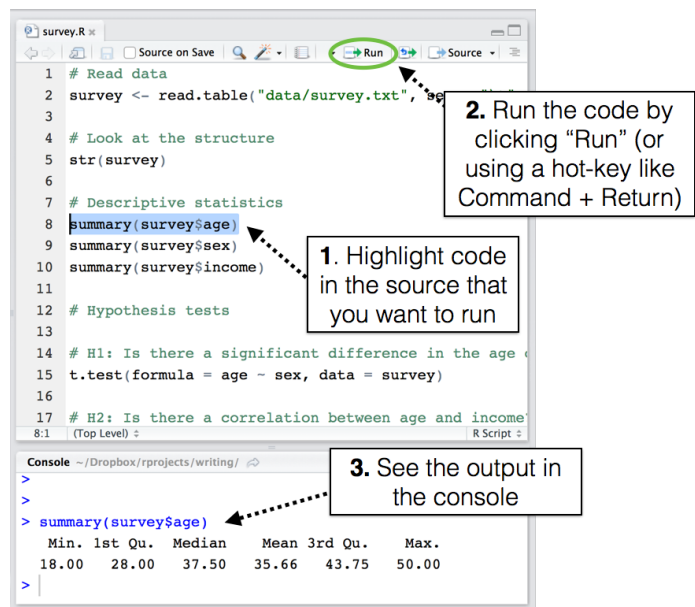 survey.R
Source on Save
Run
Source
1 # Read data
2 survey <- read.table("data/survey.txt",
3
4 # Look at the structure
5 str(survey)
6
7 # Descriptive statistics
8 summary(survey$age)
9 summary(survey$sex)
10 summary(survey$income)
11
12 # Hypothesis tests
13
14 # H1: Is there a significant difference in the age
15 t.test(formula = age ~ sex, data = survey)
16
17 # H2: Is there a correlation between age and income
8:1 (Top Level) R Script
2. Run the code by
clicking “Run” (or
using a hot-key like
Command + Return)
1. Highlight code
in the source that
you want to run
Console ~/Dropbox/rprojects/writing/
>
>
> summary(survey$age)
Min. 1st Qu. Median Mean 3rd Qu. Max.
18.00 28.00 37.50 35.66 43.75 50.00
>
3. See the output in
the console